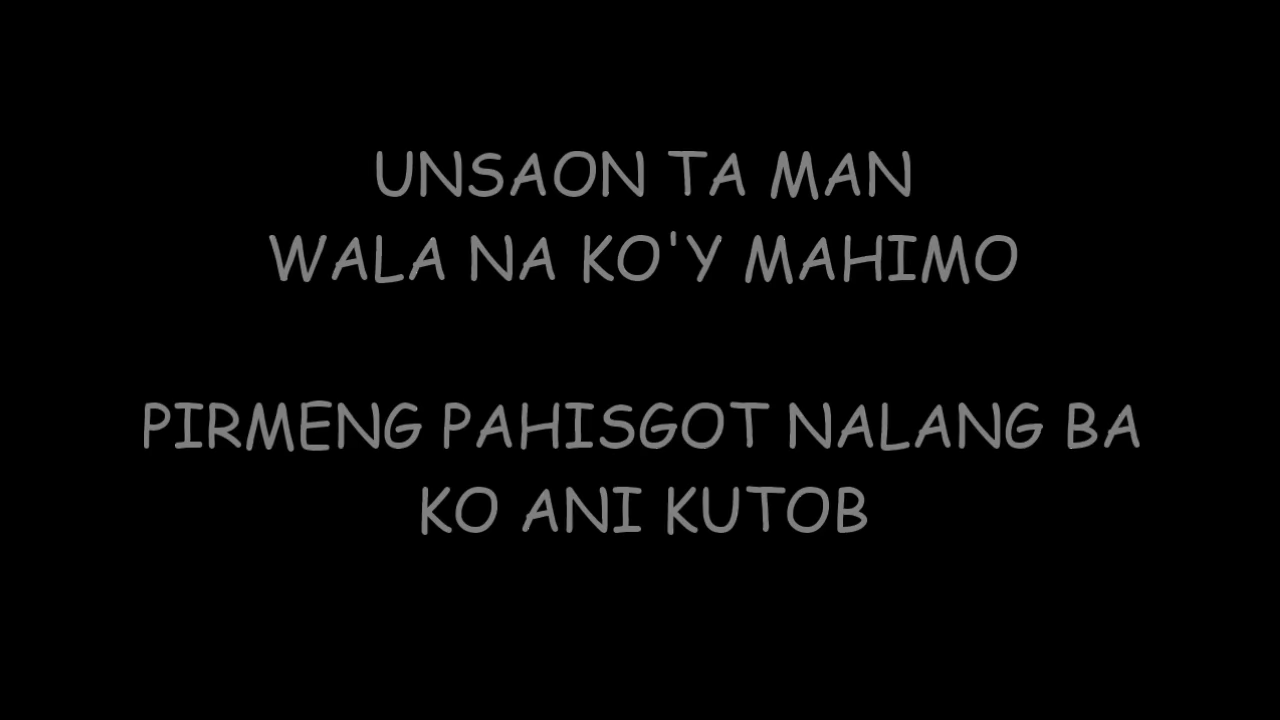 UNSAON TA MAN
WALA NA KO'Y MAHIMO
PIRMENG PAHISGOT NALANG BA
KO ANI KUTOB